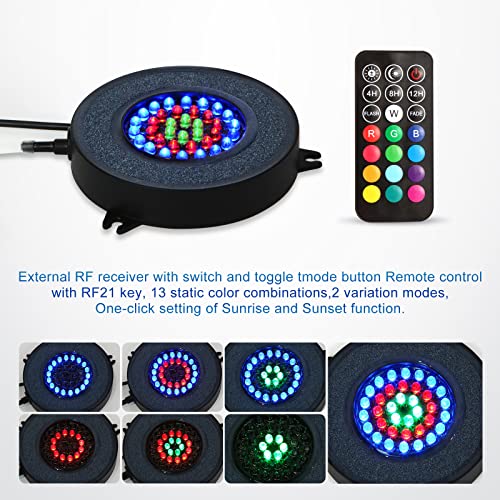 4H 8H 12H
FLASH W FADE
R G B
External RF receiver with switch and toggle tmode button Remote control
with RF21 key, 13 static color combinations,2 variation modes,
One-click setting of Sunrise and Sunset function.